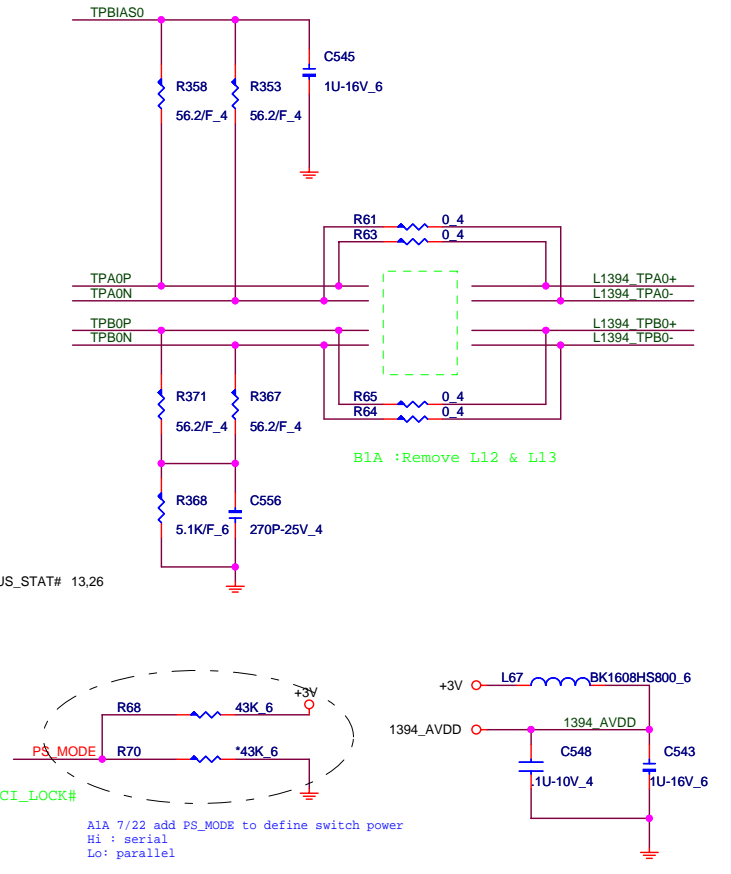 TPBIAS0
C545
1U-16V_6
R358
56.2/F_4
R353
56.2/F_4
R61 0_4
R63 0_4
TPA0P
TPA0N
TPB0P
TPB0N
L1394_TPA0+
L1394_TPA0-
L1394_TPB0+
L1394_TPB0-
R65 0_4
R64 0_4
R371
56.2/F_4
R367
56.2/F_4
B1A :Remove L12 & L13
R368
5.1K/F_6
C556
270P-25V_4
US_STAT# 13,26
+3V
R68 43K_6
PS_MODE
R70 *43K_6
CI_LOCK#
A1A 7/22 add PS_MODE to define switch power
Hi : serial
Lo: parallel
+3V
L67
BK1608HS800_6
1394_AVDD
1394_AVDD
C548
.1U-10V_4
C543
1U-16V_6